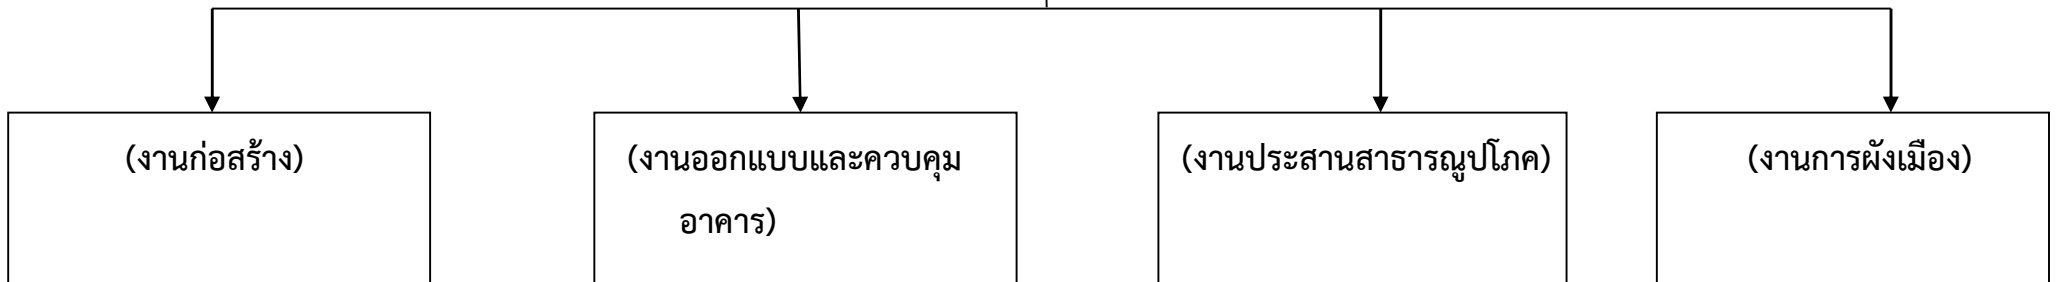 (งานก่อสร้าง)
(งานออกแบบและควบคุม
อาคาร)
(งานประสานสาธารณูปโภค)
(งานการผังเมือง)